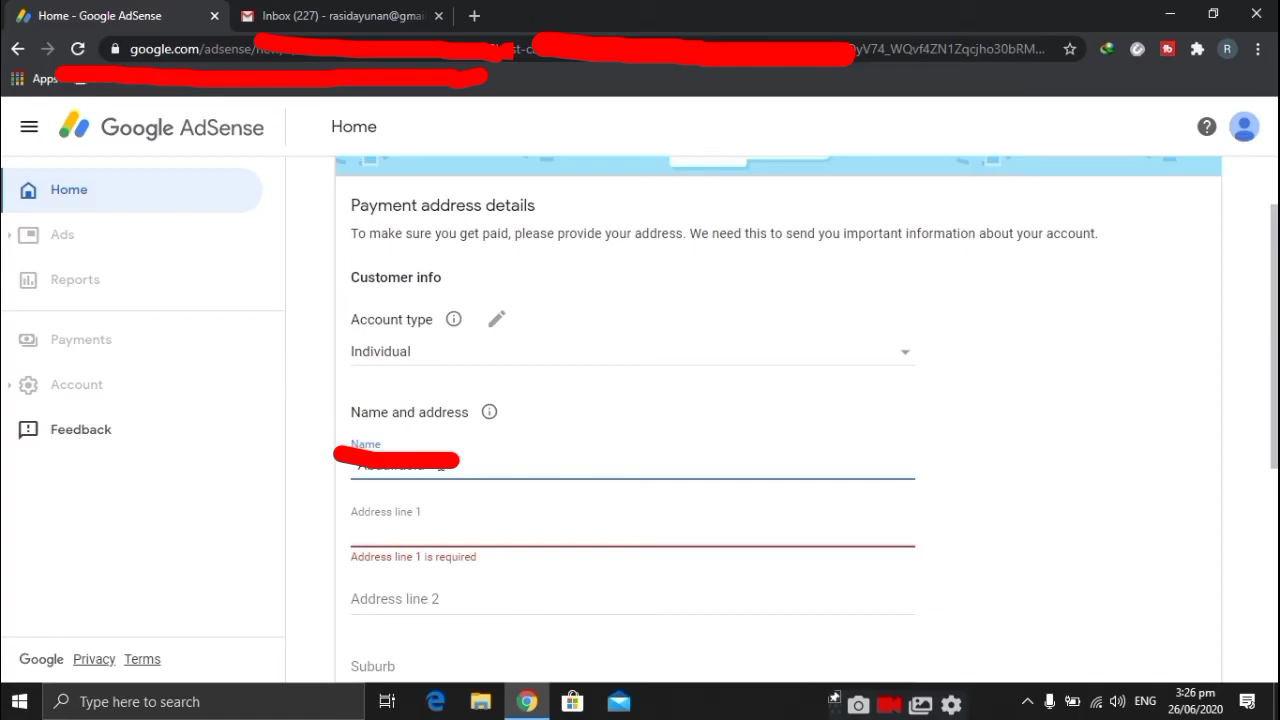 Home - Google AdSense
Inbox (227) - rasidayunan@gmai
google.com/adsense/
yV74_WQvf4ZN1Zqcjho30bRM...
R
Apps
Google AdSense
Home
Home
Ads
Reports
Payments
Account
Feedback
Google Privacy Terms
Payment address details
To make sure you get paid, please provide your address. We need this to send you important information about your account.
Customer info
Account type
Individual
Name and address
Name
Address line 1
Address line 1 is required
Address line 2
Suburb
Type here to search
ENG
3:26 pm
26/06/2020